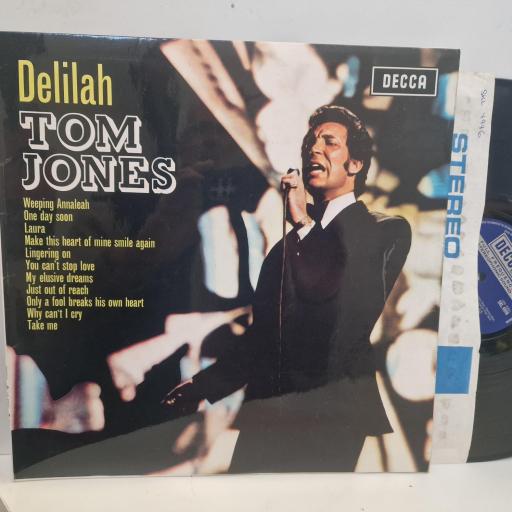 Delilah
DECCA
TOM
JONES
Weeping Annaleah
One day soon
Laura
Make this heart of mine smile again
Lingering on
You can't stop love
My elusive dreams
Just out of reach
Only a fool breaks his own heart
Why can't I cry
Take me
STEREO
DECCA